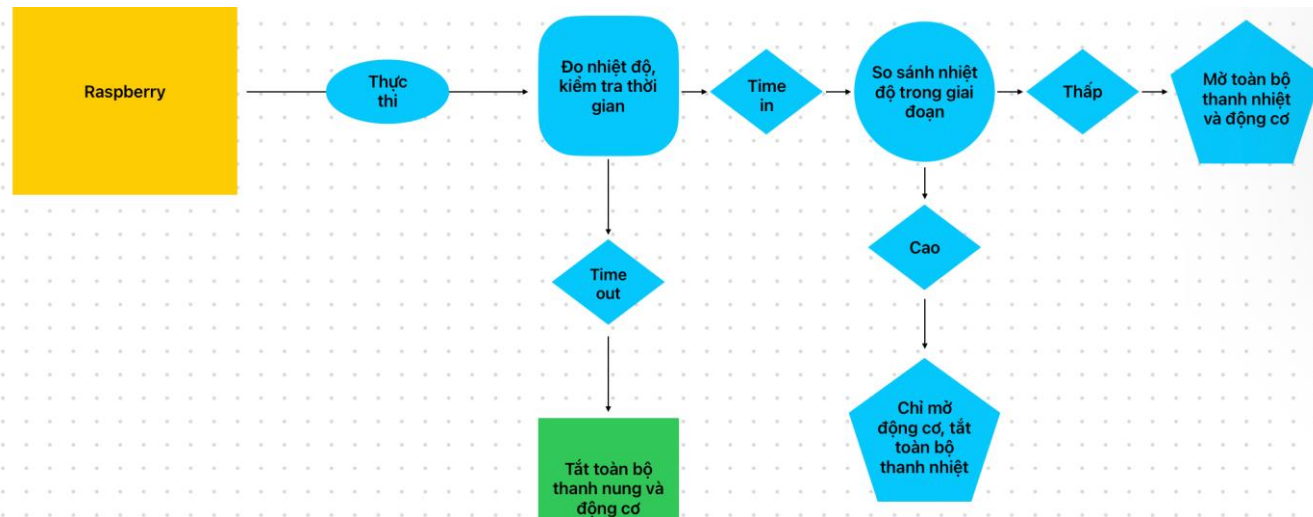 Raspberry
Thực
thi
Đo nhiệt độ,
kiểm tra thời
gian
Time
in
So sánh nhiệt
độ trong giai
đoạn
Thấp
Mở toàn bộ
thanh nhiệt
và động cơ
Time
out
Cao
Tắt toàn bộ
thanh nung và
động cơ
Chỉ mở
động cơ, tắt
toàn bộ
thanh nhiệt